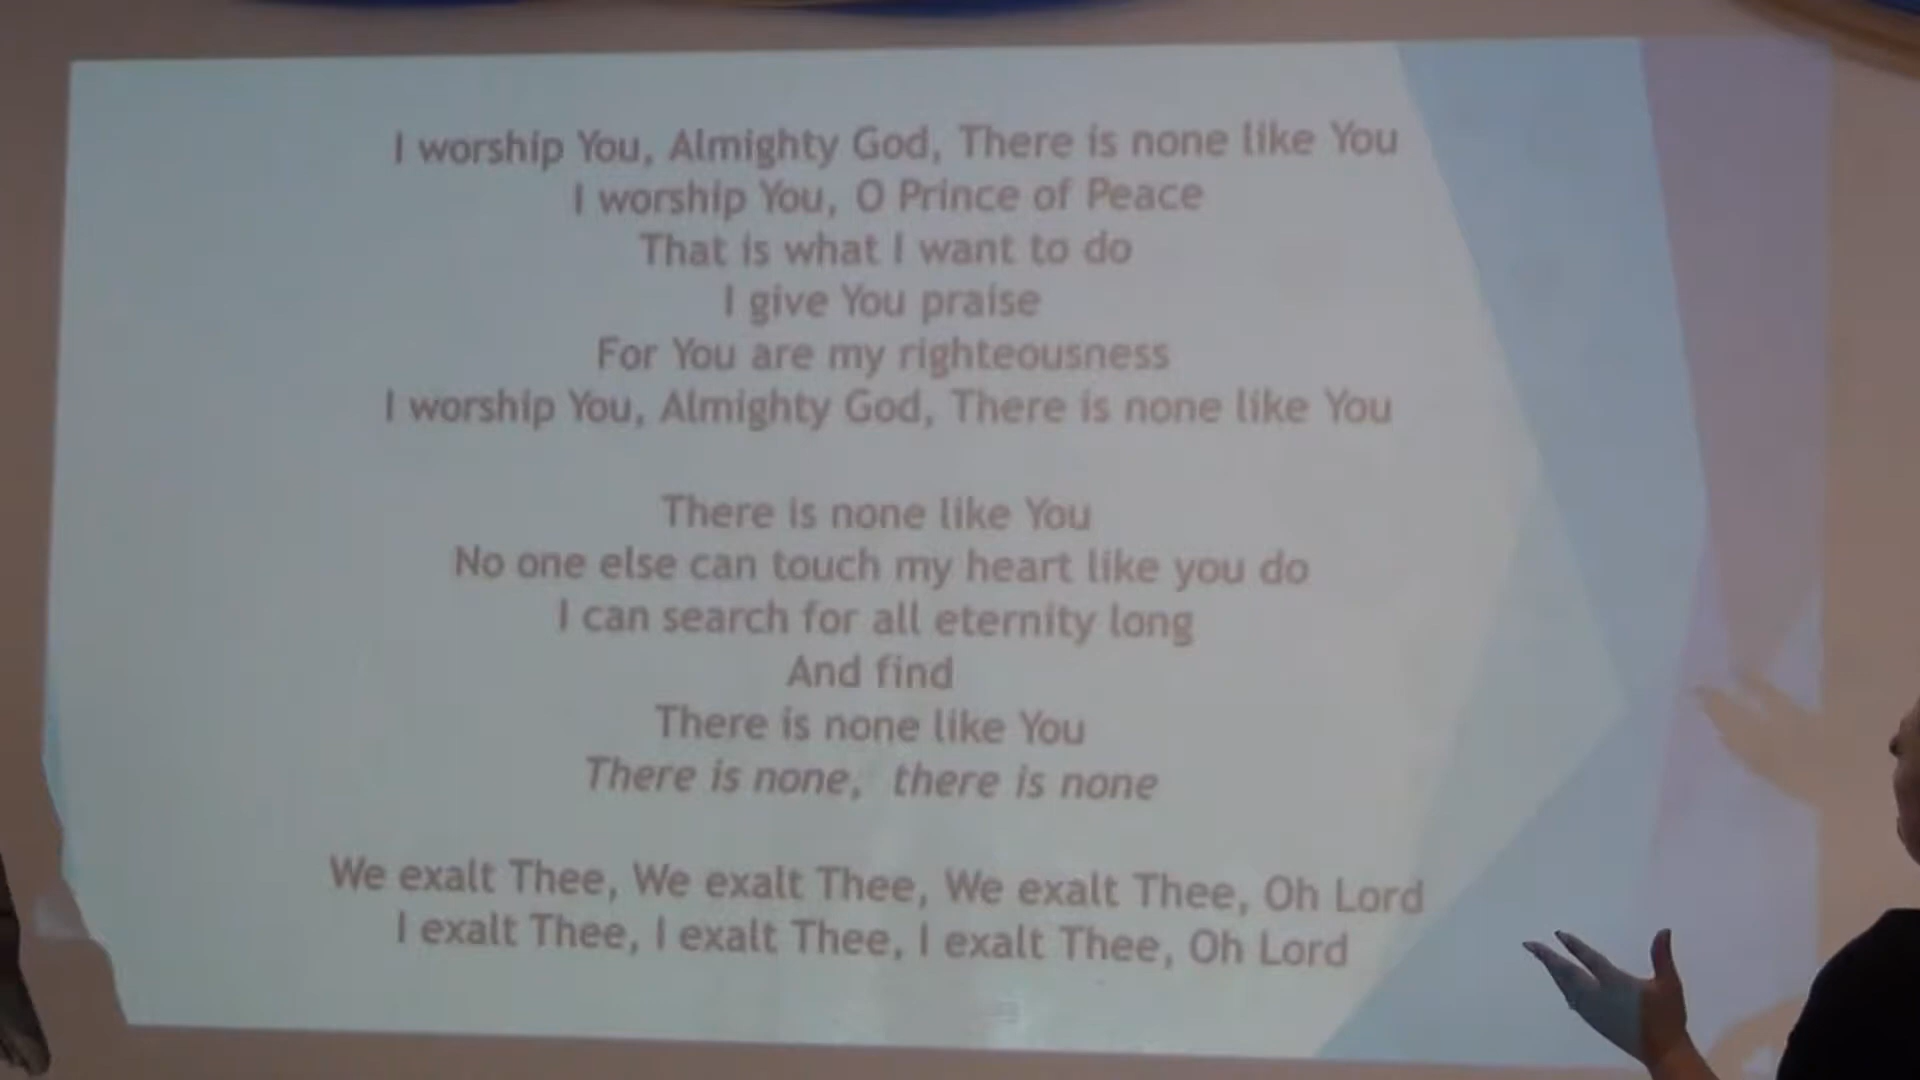 I worship You, Almighty God, There is none like You
I worship You, O Prince of Peace
That is what I want to do
I give You praise
For You are my righteousness
I worship You, Almighty God, There is none like You
There is none like You
No one else can touch my heart like you do
I can search for all eternity long
And find
There is none like You
There is none, there is none
We exalt Thee, We exalt Thee, We exalt Thee, Oh Lord
I exalt Thee, I exalt Thee, I exalt Thee, Oh Lord